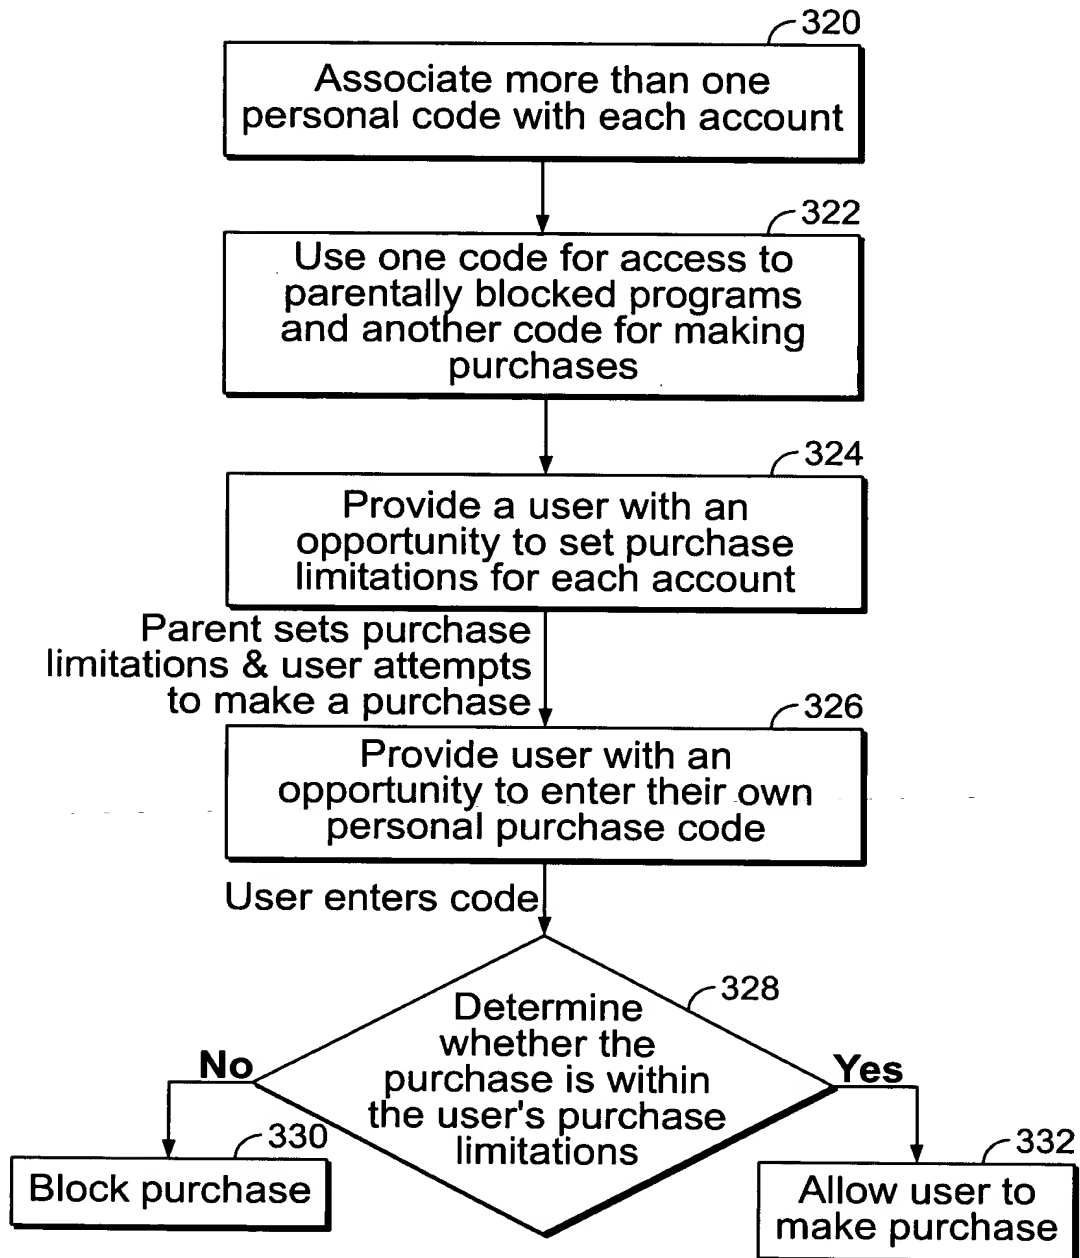 320
Associate more than one
personal code with each account
322
Use one code for access to
parentally blocked programs
and another code for making
purchases
324
Provide a user with an
opportunity to set purchase
limitations for each account
Parent sets purchase
limitations & user attempts
to make a purchase
326
Provide user with an
opportunity to enter their own
personal purchase code
User enters code
328
Determine
whether the
purchase is within
the user's purchase
limitations
No
Yes
330
Block purchase
332
Allow user to
make purchase